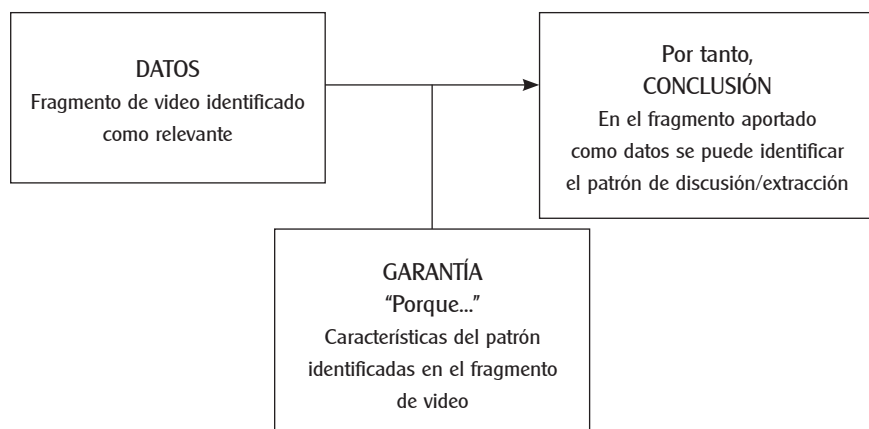 DATOS
Fragmento de video identificado
como relevante
Por tanto,
CONCLUSIÓN
En el fragmento aportado
como datos se puede identificar
el patrón de discusión/extracción
GARANTÍA
“Porque...”
Características del patrón
identificadas en el fragmento
de video